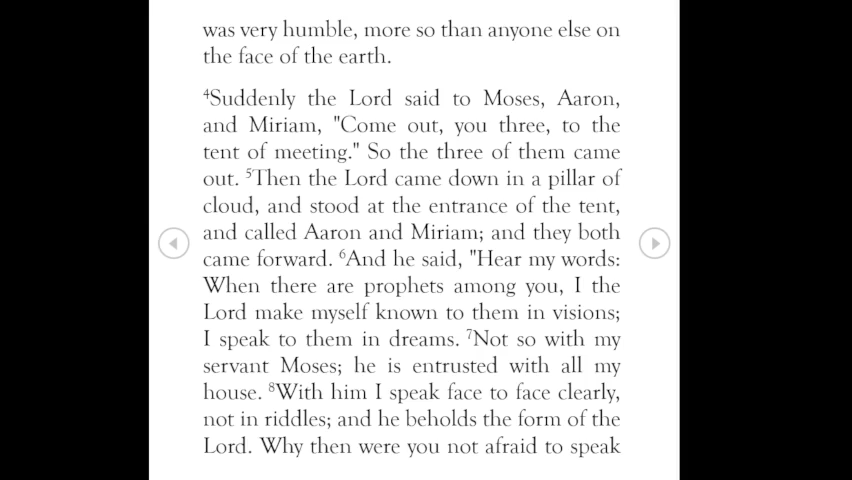 was very humble, more so than anyone else on
the face of the earth.
⁴Suddenly the Lord said to Moses, Aaron,
and Miriam, "Come out, you three, to the
tent of meeting." So the three of them came
out. ⁵Then the Lord came down in a pillar of
cloud, and stood at the entrance of the tent,
and called Aaron and Miriam; and they both
came forward. ⁶And he said, "Hear my words:
When there are prophets among you, I the
Lord make myself known to them in visions;
I speak to them in dreams. ⁷Not so with my
servant Moses; he is entrusted with all my
house. ⁸With him I speak face to face clearly,
not in riddles; and he beholds the form of the
Lord. Why then were you not afraid to speak